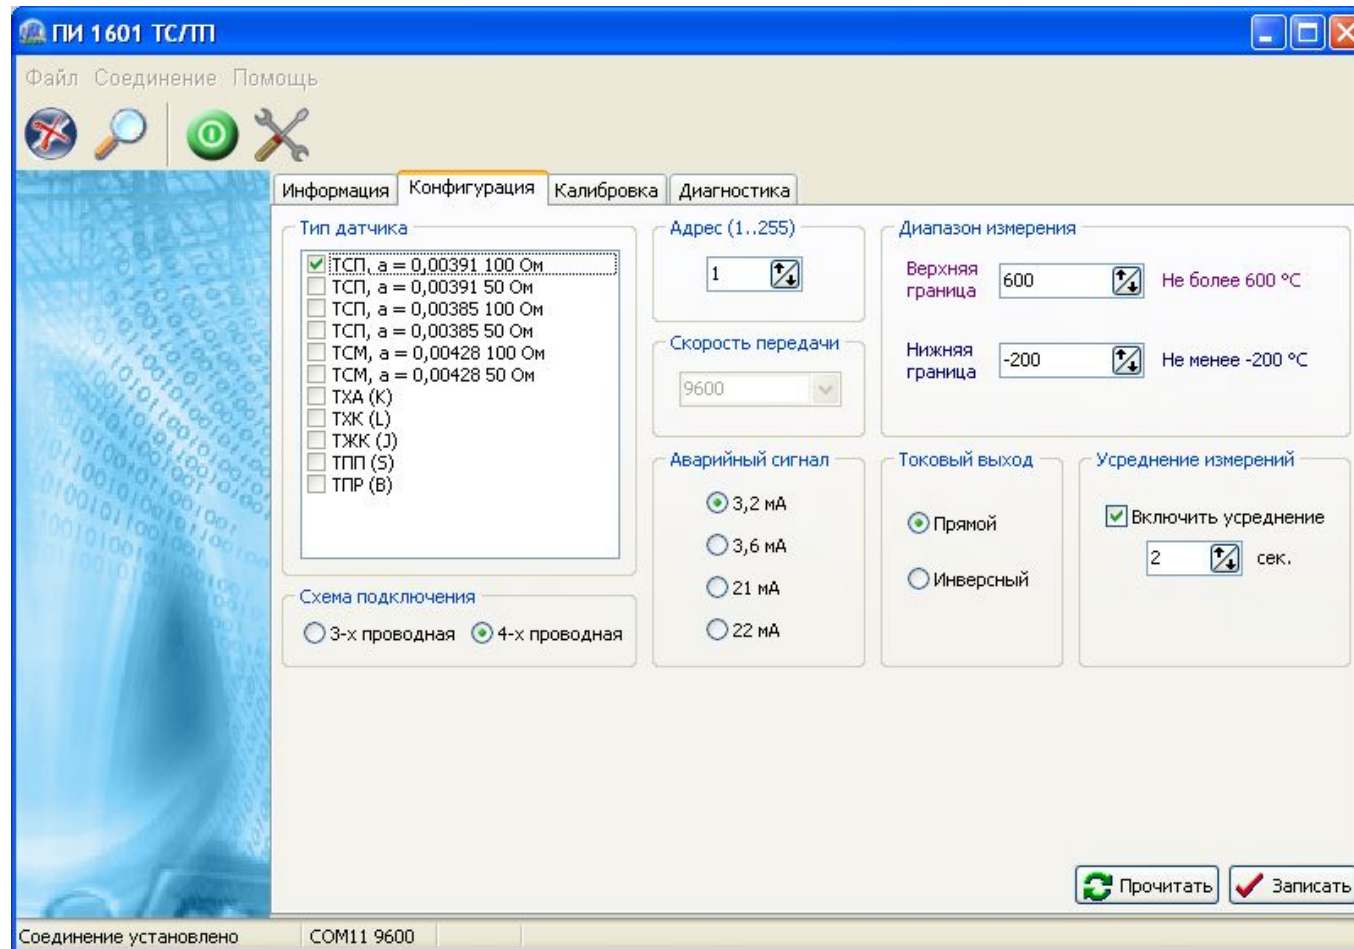 ПИ 1601 ТС/ТП
Файл Соединение Помощь
Информация Конфигурация Калибровка Диагностика
Тип датчика
ТСП, a = 0,00391 100 Ом
ТСП, a = 0,00391 50 Ом
ТСП, a = 0,00385 100 Ом
ТСП, a = 0,00385 50 Ом
ТСМ, a = 0,00428 100 Ом
ТСМ, a = 0,00428 50 Ом
ТХА (K)
ТХК (L)
ТЖК (J)
ТПП (S)
ТПР (B)
Схема подключения
3-х проводная 4-х проводная
Адрес (1..255)
1
Скорость передачи
9600
Аварийный сигнал
3,2 мА
3,6 мА
21 мА
22 мА
Диапазон измерения
Верхняя граница 600 Не более 600 °C
Нижняя граница -200 Не менее -200 °C
Токовый выход
Прямой
Инверсный
Усреднение измерений
Включить усреднение
2 сек.
Прочитать Записать
Соединение установлено COM11 9600